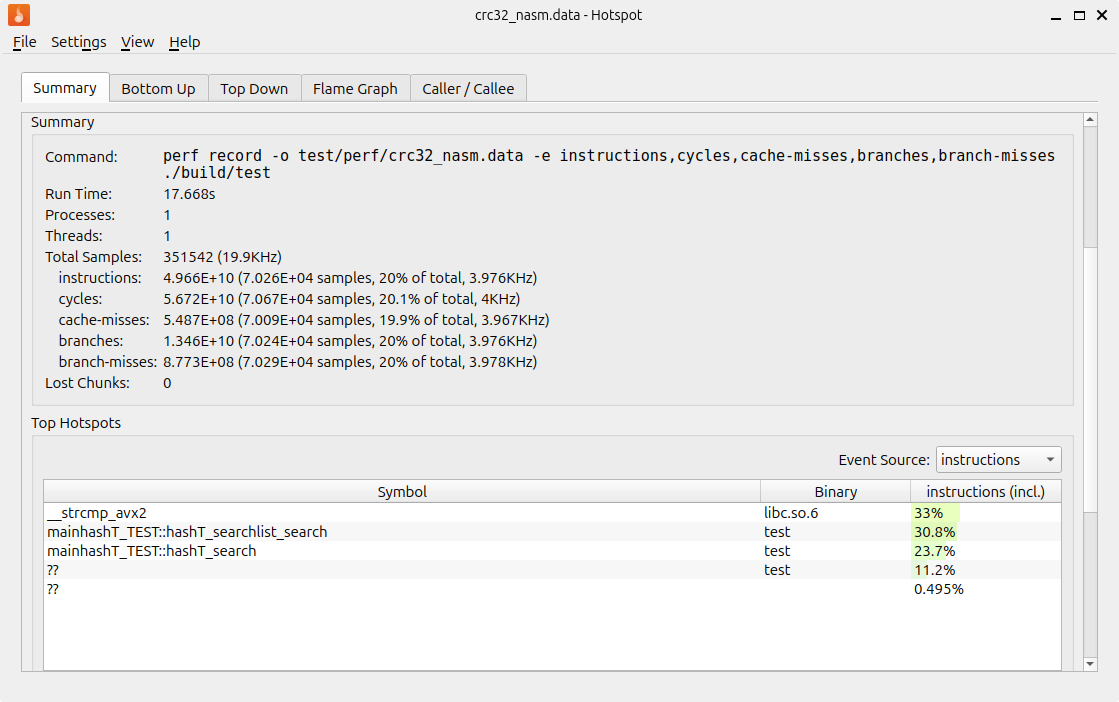 crc32_nasm.data - Hotspot
File Settings View Help
Summary Bottom Up Top Down Flame Graph Caller / Callee
Summary
Command: perf record -o test/perf/crc32_nasm.data -e instructions,cycles,cache-misses,branches,branch-misses
./build/test
Run Time: 17.668s
Processes: 1
Threads: 1
Total Samples: 351542 (19.9KHz)
instructions: 4.966E+10 (7.026E+04 samples, 20% of total, 3.976KHz)
cycles: 5.672E+10 (7.067E+04 samples, 20.1% of total, 4KHz)
cache-misses: 5.487E+08 (7.009E+04 samples, 19.9% of total, 3.967KHz)
branches: 1.346E+10 (7.024E+04 samples, 20% of total, 3.976KHz)
branch-misses: 8.773E+08 (7.029E+04 samples, 20% of total, 3.978KHz)
Lost Chunks: 0
Top Hotspots
Event Source: instructions
Symbol Binary instructions (incl.)
__strcmp_avx2 libc.so.6 33%
mainhashT_TEST::hashT_searchlist_search test 30.8%
mainhashT_TEST::hashT_search test 23.7%
?? test 11.2%
?? 0.495%